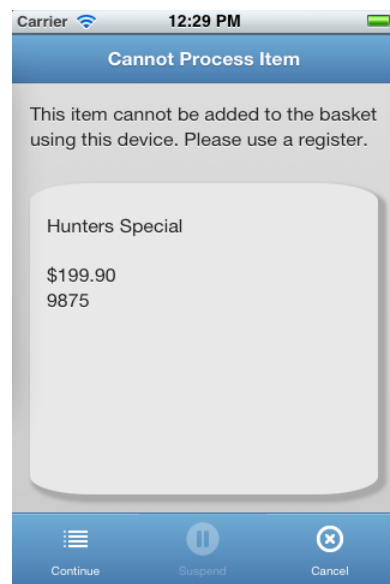 Carrier 12:29 PM
Cannot Process Item
This item cannot be added to the basket
using this device. Please use a register.
Hunters Special
$199.90
9875
Continue Suspend Cancel